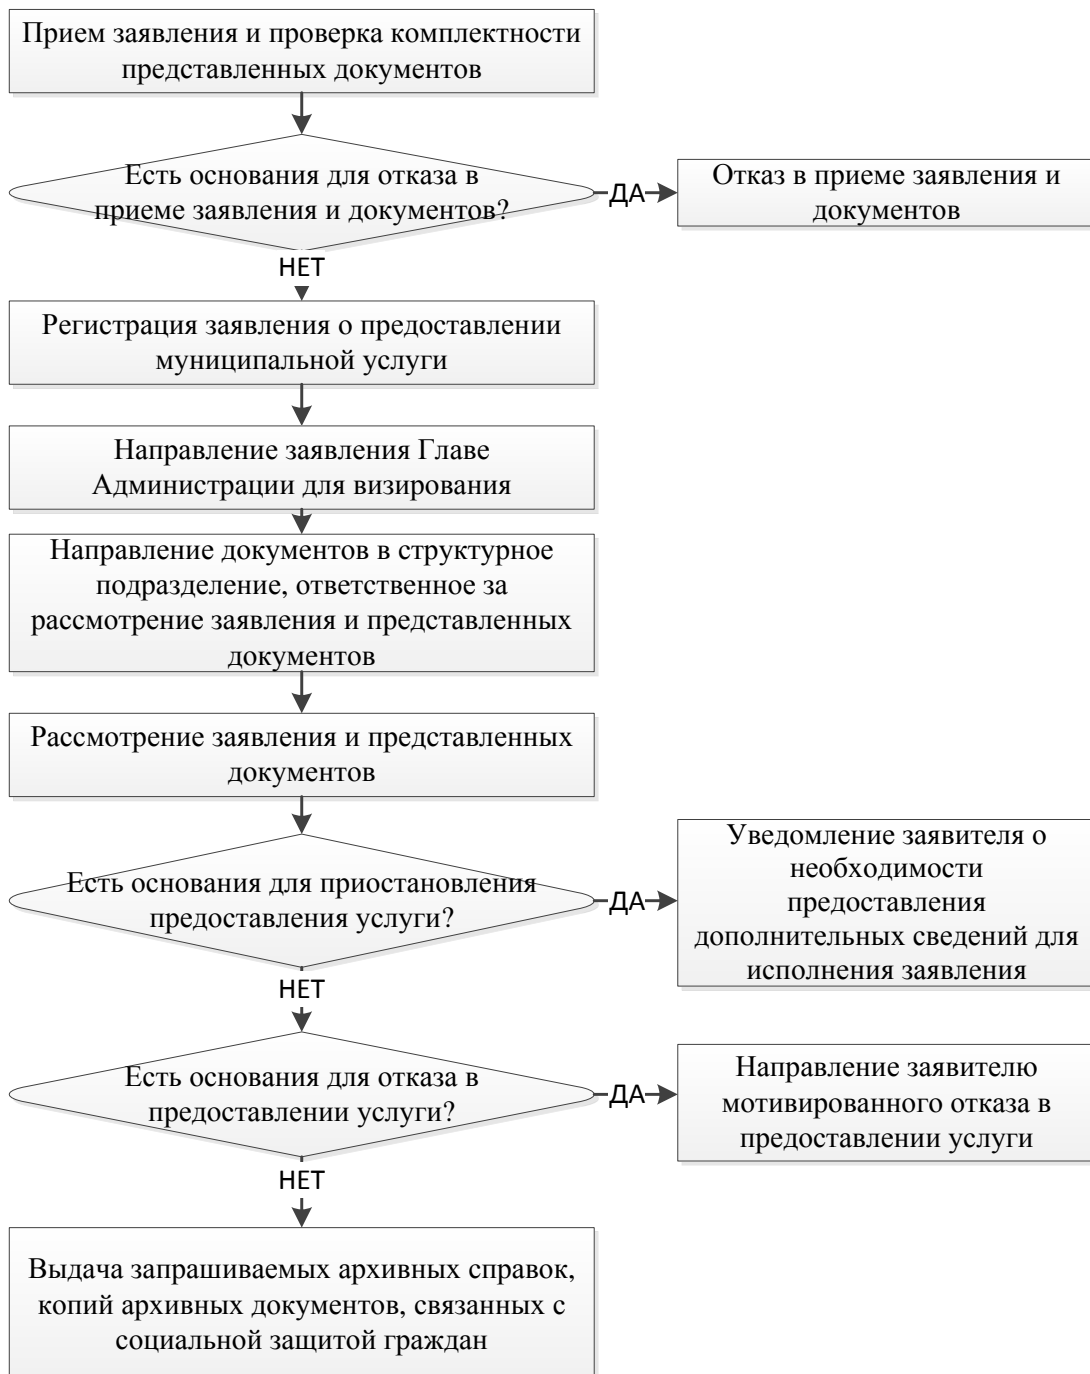 Прием заявления и проверка комплектности
представленных документов
Есть основания для отказа в
приеме заявления и документов?
ДА
Отказ в приеме заявления и
документов
НЕТ
Регистрация заявления о предоставлении
муниципальной услуги
Направление заявления Главе
Администрации для визирования
Направление документов в структурное
подразделение, ответственное за
рассмотрение заявления и представленных
документов
Рассмотрение заявления и представленных
документов
Есть основания для приостановления
предоставления услуги?
ДА
Уведомление заявителя о
необходимости
предоставления
дополнительных сведений для
исполнения заявления
НЕТ
Есть основания для отказа в
предоставлении услуги?
ДА
Направление заявителю
мотивированного отказа в
предоставлении услуги
НЕТ
Выдача запрашиваемых архивных справок,
копий архивных документов, связанных с
социальной защитой граждан